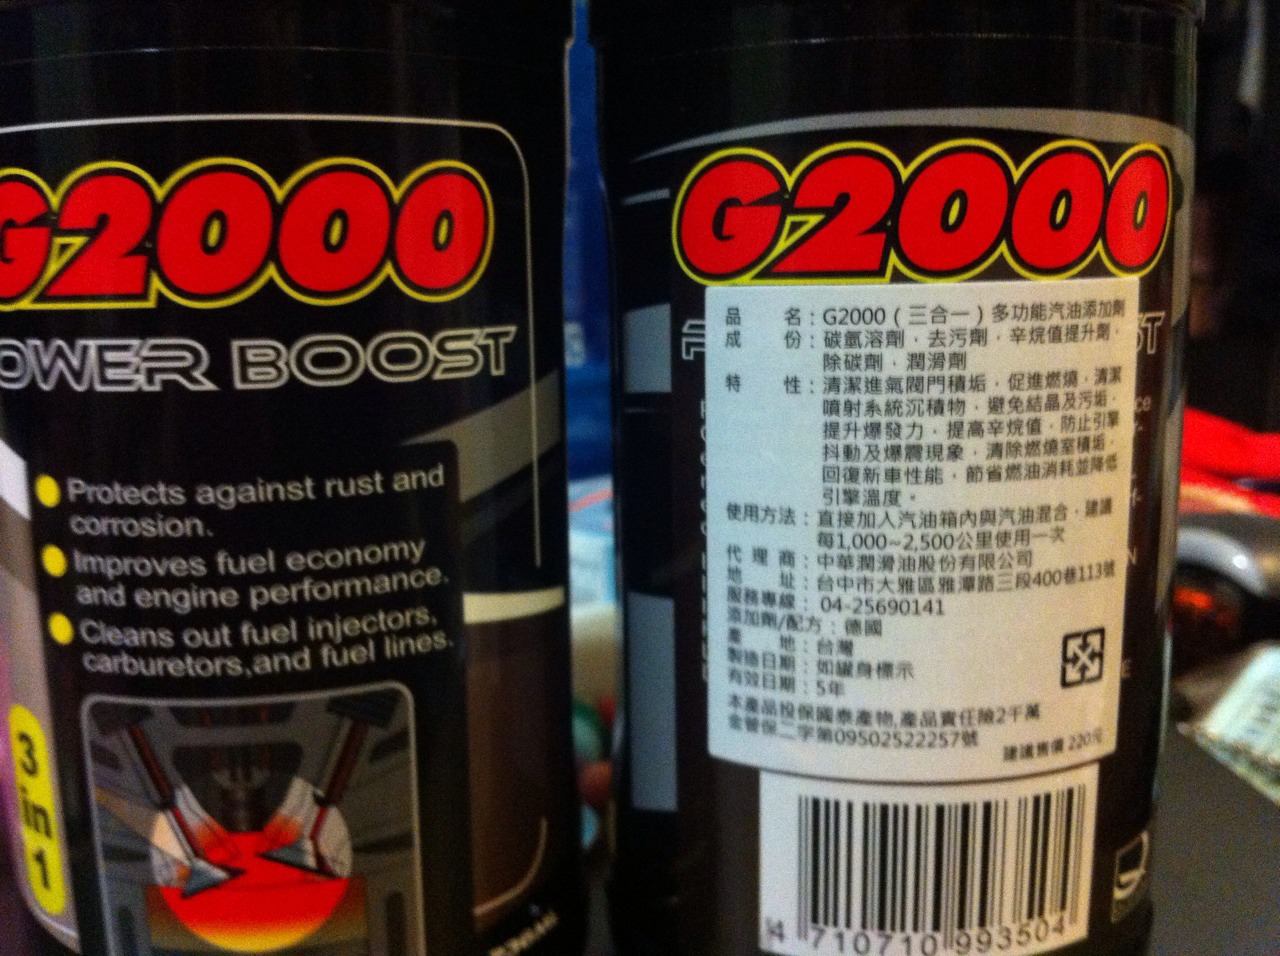 G2000
POWER BOOST
Protects against rust and
corrosion.
Improves fuel economy
and engine performance.
Cleans out fuel injectors,
carburetors,and fuel lines.
3
in
1
G2000
品 名：G2000（三合一）多功能汽油添加劑
成 份：碳氫溶劑．去污劑．辛烷值提升劑．
除碳劑．潤滑劑
特 性：清潔進氣閥門積垢．促進燃燒．清潔
噴射系統沉積物．避免結晶及污垢．
提升爆發力．提高辛烷值．防止引擎
抖動及爆震現象．清除燃燒室積垢．
回復新車性能．節省燃油消耗並降低
引擎溫度。
使用方法：直接加入汽油箱內與汽油混合．建議
每1,000~2,500公里使用一次
代 理 商：中華潤滑油股份有限公司
地 址：台中市大雅區雅潭路三段400巷113號
服務專線：04-25690141
添加劑/配方：德國
產 地：台灣
製造日期：如罐身標示
有效日期：5年
本產品投保國泰產物,產品責任險2千萬
金管保二字第09502522257號
建議售價 220元
4 710710 993504